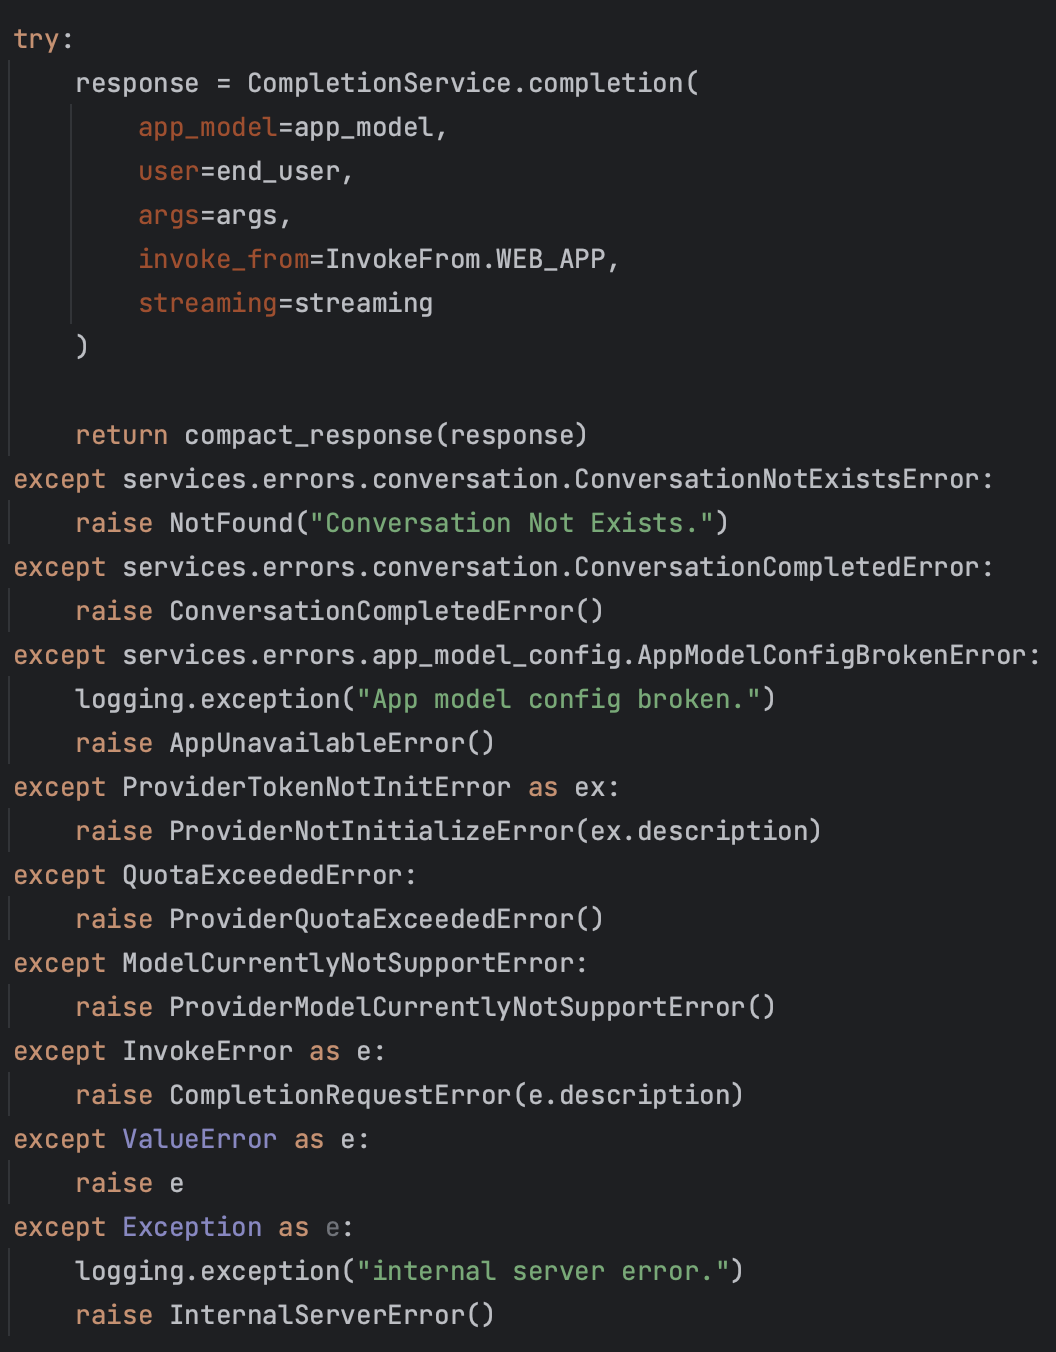 try:
    response = CompletionService.completion(
        app_model=app_model,
        user=end_user,
        args=args,
        invoke_from=InvokeFrom.WEB_APP,
        streaming=streaming
    )

    return compact_response(response)
except services.errors.conversation.ConversationNotExistsError:
    raise NotFound("Conversation Not Exists.")
except services.errors.conversation.ConversationCompletedError:
    raise ConversationCompletedError()
except services.errors.app_model_config.AppModelConfigBrokenError:
    logging.exception("App model config broken.")
    raise AppUnavailableError()
except ProviderTokenNotInitError as ex:
    raise ProviderNotInitializeError(ex.description)
except QuotaExceededError:
    raise ProviderQuotaExceededError()
except ModelCurrentlyNotSupportError:
    raise ProviderModelCurrentlyNotSupportError()
except InvokeError as e:
    raise CompletionRequestError(e.description)
except ValueError as e:
    raise e
except Exception as e:
    logging.exception("internal server error.")
    raise InternalServerError()